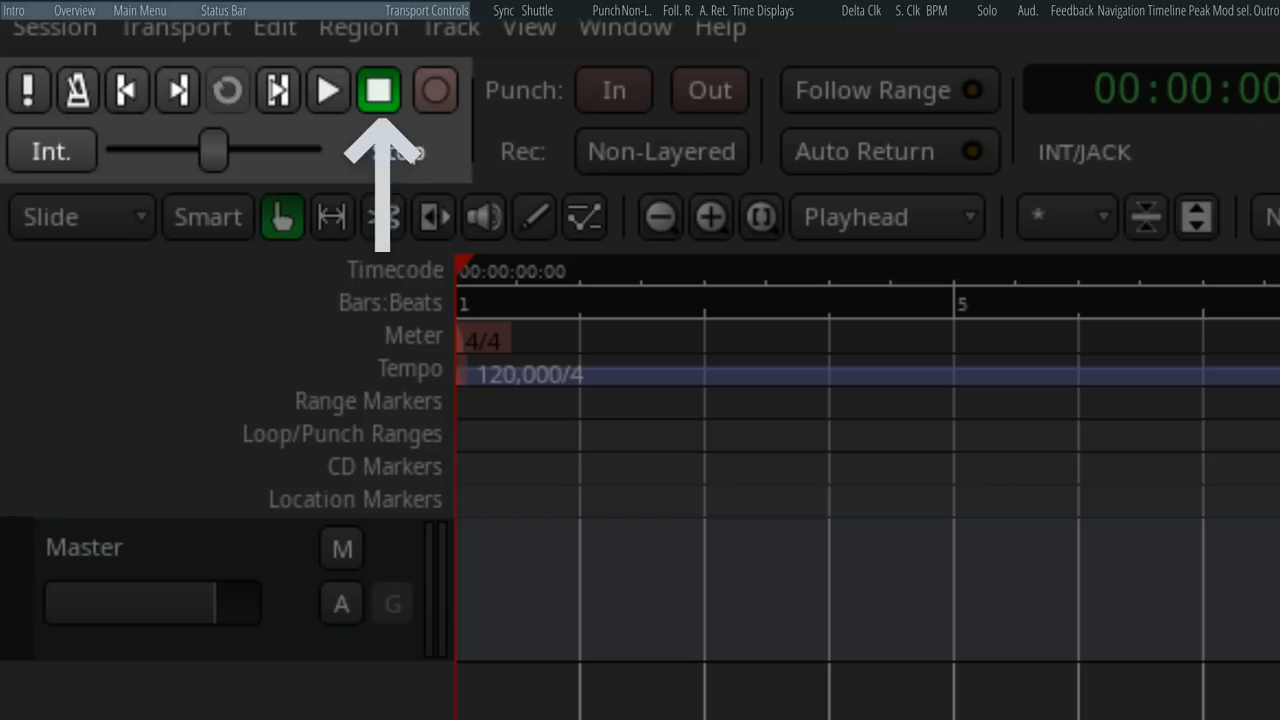 Intro Overview Main Menu Status Bar Transport Controls Sync Shuttle Punch Non-L. Foll. R. A. Ret. Time Displays Delta Clk S. Clk BPM Solo Aud. Feedback Navigation Timeline Peak Mod sel. Outro
Session Transport Edit Region Track View Window Help
Punch: In Out Follow Range 00:00:00
Int. Rec: Non-Layered Auto Return INT/JACK
Slide Smart Playhead * N
Timecode 00:00:00:00
Bars:Beats 1 5
Meter 4/4
Tempo 120,000/4
Range Markers
Loop/Punch Ranges
CD Markers
Location Markers
Master M
A G